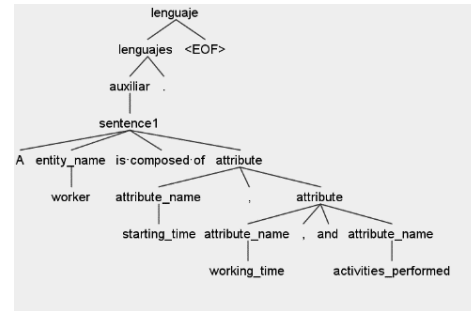 lenguaje
lenguajes <EOF>
auxiliar .
sentence1
A entity_name is·composed·of attribute
worker attribute_name , attribute
starting_time attribute_name , and attribute_name
working_time activities_performed